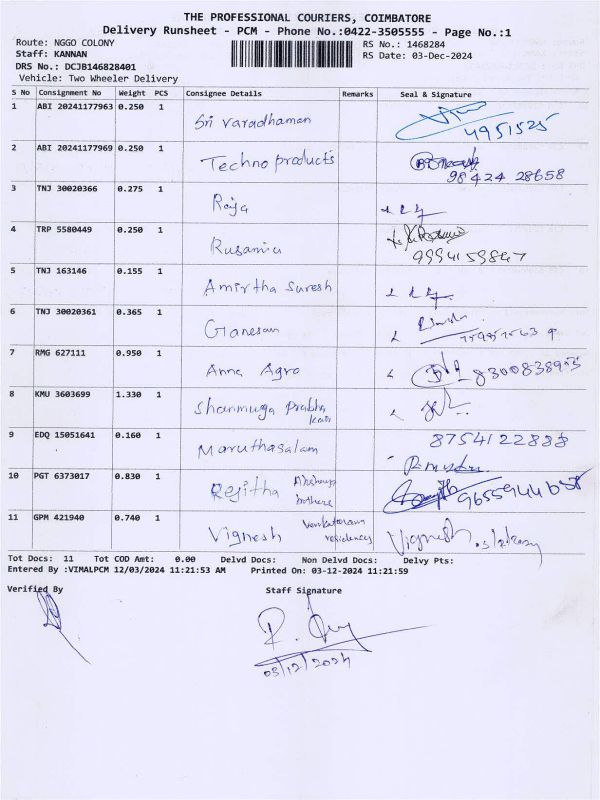 THE PROFESSIONAL COURIERS, COIMBATORE
Delivery Runsheet - PCM - Phone No.:0422-3505555 - Page No.:1
Route: NGGO COLONY RS No.: 1468284
Staff: KANNAN RS Date: 03-Dec-2024
DRS No.: DCJB146828401
Vehicle: Two Wheeler Delivery
S No Consignment No Weight PCS Consignee Details Remarks Seal & Signature
1 ABI 20241177963 0.250 1 Sri Varadhaman 4951525
2 ABI 20241177969 0.250 1 Techno products 98424 28658
3 TNJ 30020366 0.275 1 Raja
4 TRP 5580449 0.250 1
5 TNJ 163146 0.155 1 Amirtha Suresh
6 TNJ 30020361 0.365 1 Ganesan
7 RMG 627111 0.950 1 Anna Agro 8300838953
8 KMU 3603699 1.330 1 Shanmuga Prabha
9 EDQ 15051641 0.160 1 Maruthasalam 8754122888
10 PGT 6373017 0.830 1 Rejitha
11 GPM 421940 0.740 1 Vignesh residences Vignesh
Tot Docs: 11 Tot COD Amt: 0.00 Delvd Docs: Non Delvd Docs: Delvy Pts:
Entered By :VIMALPCM 12/03/2024 11:21:53 AM Printed On: 03-12-2024 11:21:59
Verified By Staff Signature
03/12/2024